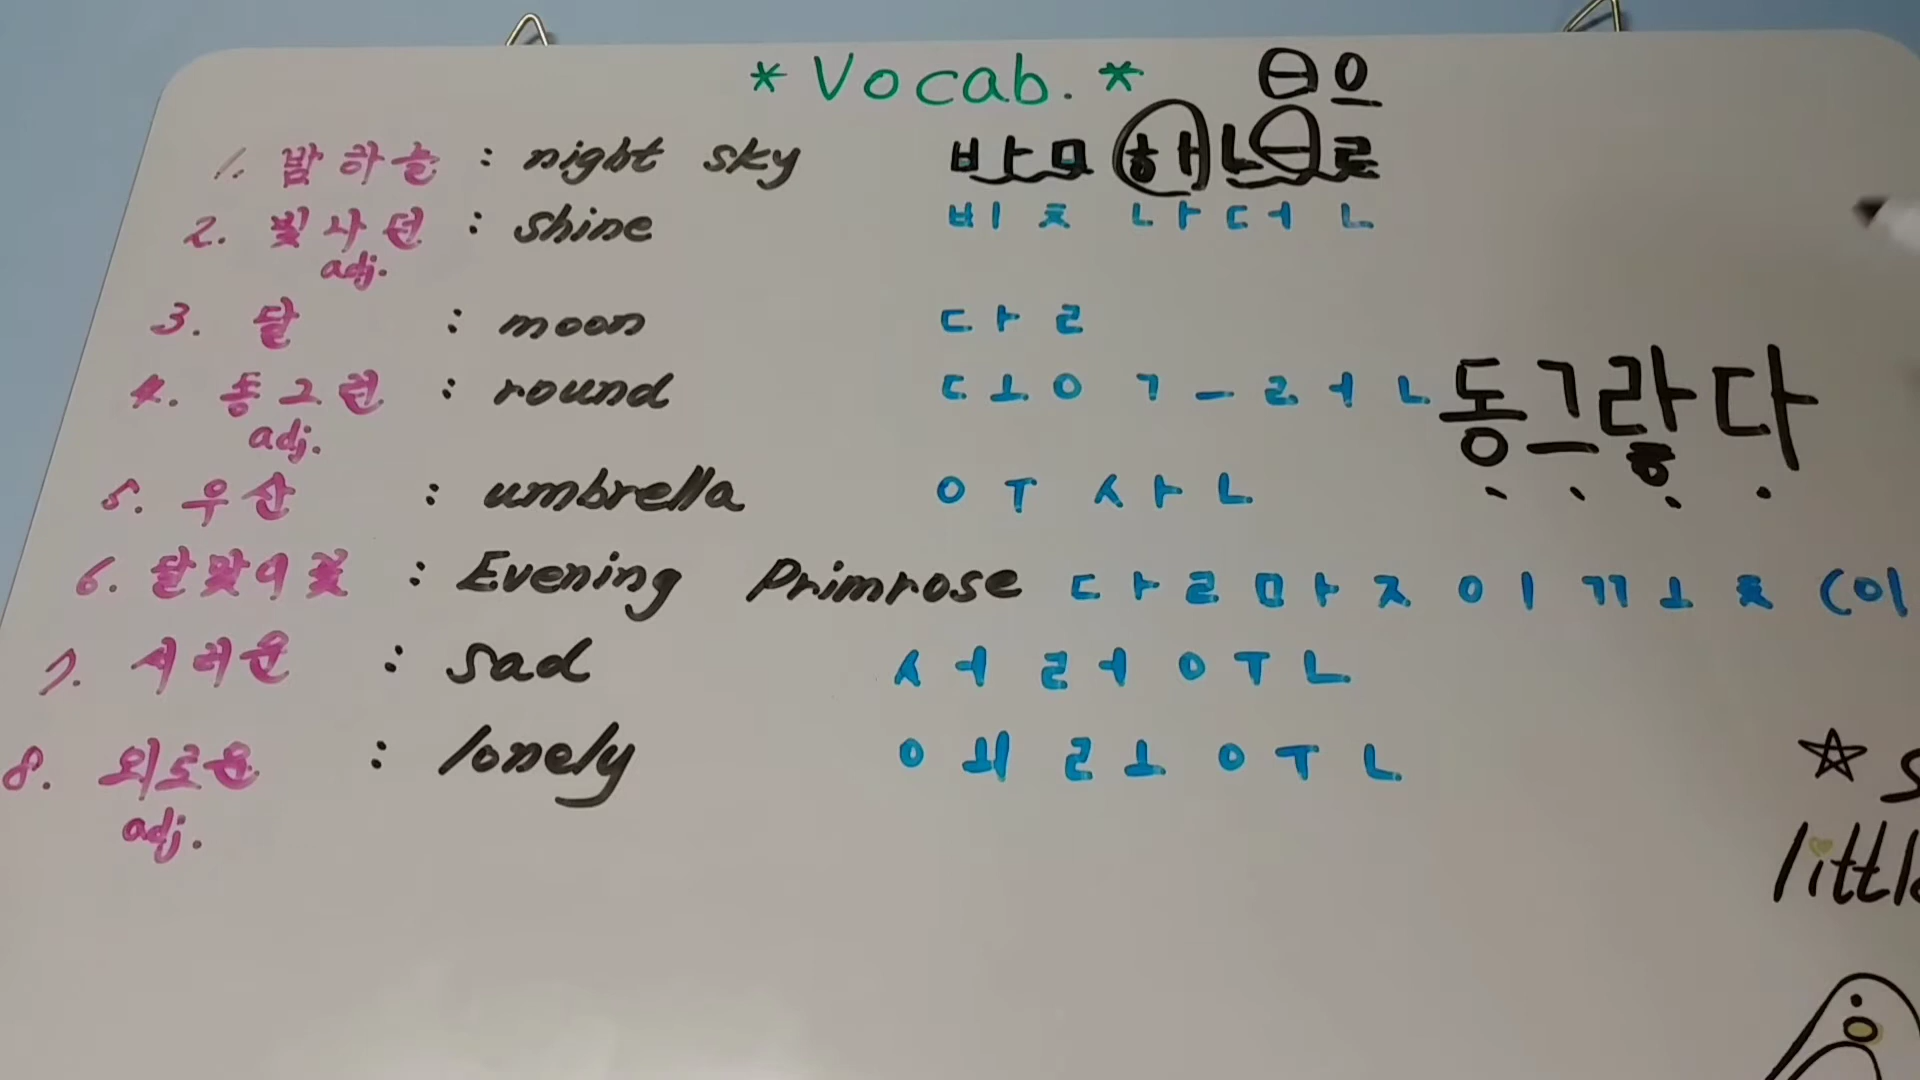 * Vocab. * ㅡ 으
1. 밤하늘 : night sky ㅂㅏㅁ ㅎㅏ ㄴㅡㄹ
2. 빛나던 : shine ㅂㅣㅊ ㄴㅏ ㄷㅓㄴ
adj.
3. 달 : moon ㄷㅏㄹ
4. 동그런 : round ㄷㅗㅇ ㄱㅡ ㄹㅓㄴ 동그랗다
adj.
5. 우산 : umbrella ㅇㅜ ㅅㅏㄴ
6. 달맞이꽃 : Evening Primrose ㄷㅏㄹ ㅁㅏㅈ ㅇㅣ ㄲㅗㅊ (이
7. 서러운 : sad ㅅㅓ ㄹㅓ ㅇㅜㄴ
8. 외로운 : lonely ㅇㅚ ㄹㅗ ㅇㅜㄴ
adj.